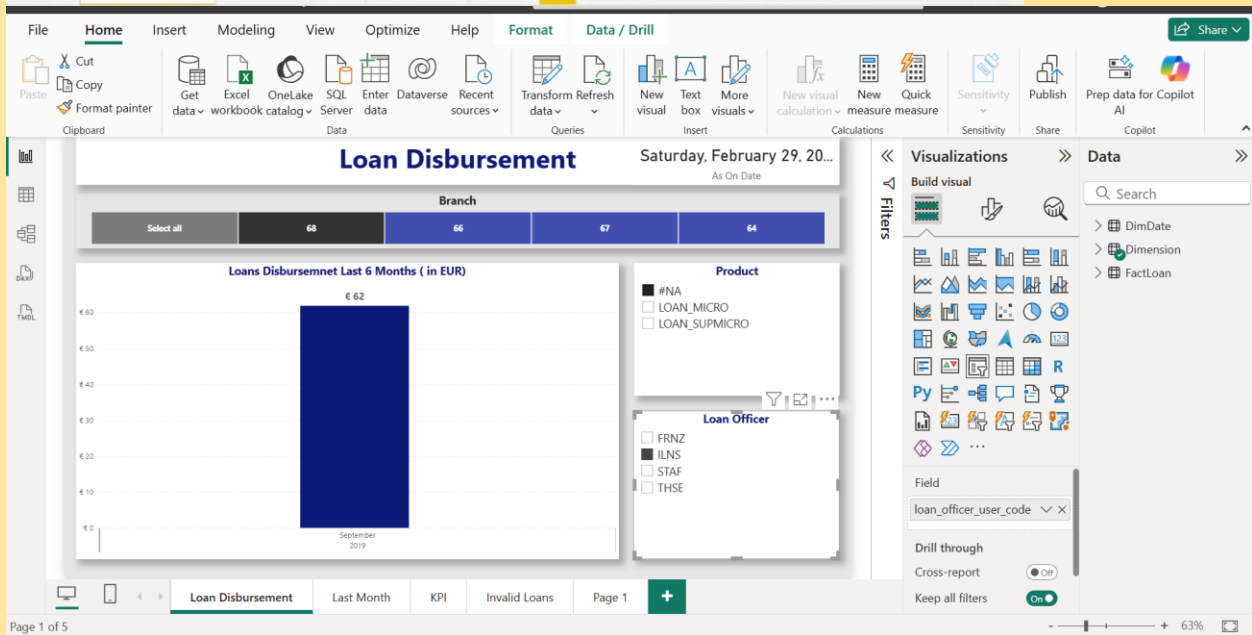 File Home Insert Modeling View Optimize Help Format Data / Drill Share
Paste
Cut
Copy
Format painter
Clipboard
Get data
Excel workbook
OneLake catalog
SQL Server
Enter data
Dataverse
Recent sources
Data
Transform data
Refresh
Queries
New visual
Text box
More visuals
Insert
New visual calculation
New measure
Quick measure
Calculations
Sensitivity
Sensitivity
Publish
Share
Prep data for AI
Copilot
Copilot
Loan Disbursement
Saturday, February 29, 20...
As On Date
Branch
Select all 68 66 67 64
Loans Disbursemnet Last 6 Months ( in EUR)
€ 62
€ 60
€ 50
€ 40
€ 30
€ 20
€ 10
€ 0
September
2019
Product
#NA
LOAN_MICRO
LOAN_SUPMICRO
Loan Officer
FRNZ
ILNS
STAF
THSE
Filters
Visualizations
Build visual
123
R
Py
Field
loan_officer_user_code
Drill through
Cross-report Off
Keep all filters On
Data
Search
DimDate
Dimension
FactLoan
Loan Disbursement Last Month KPI Invalid Loans Page 1 +
Page 1 of 5
- + 63%